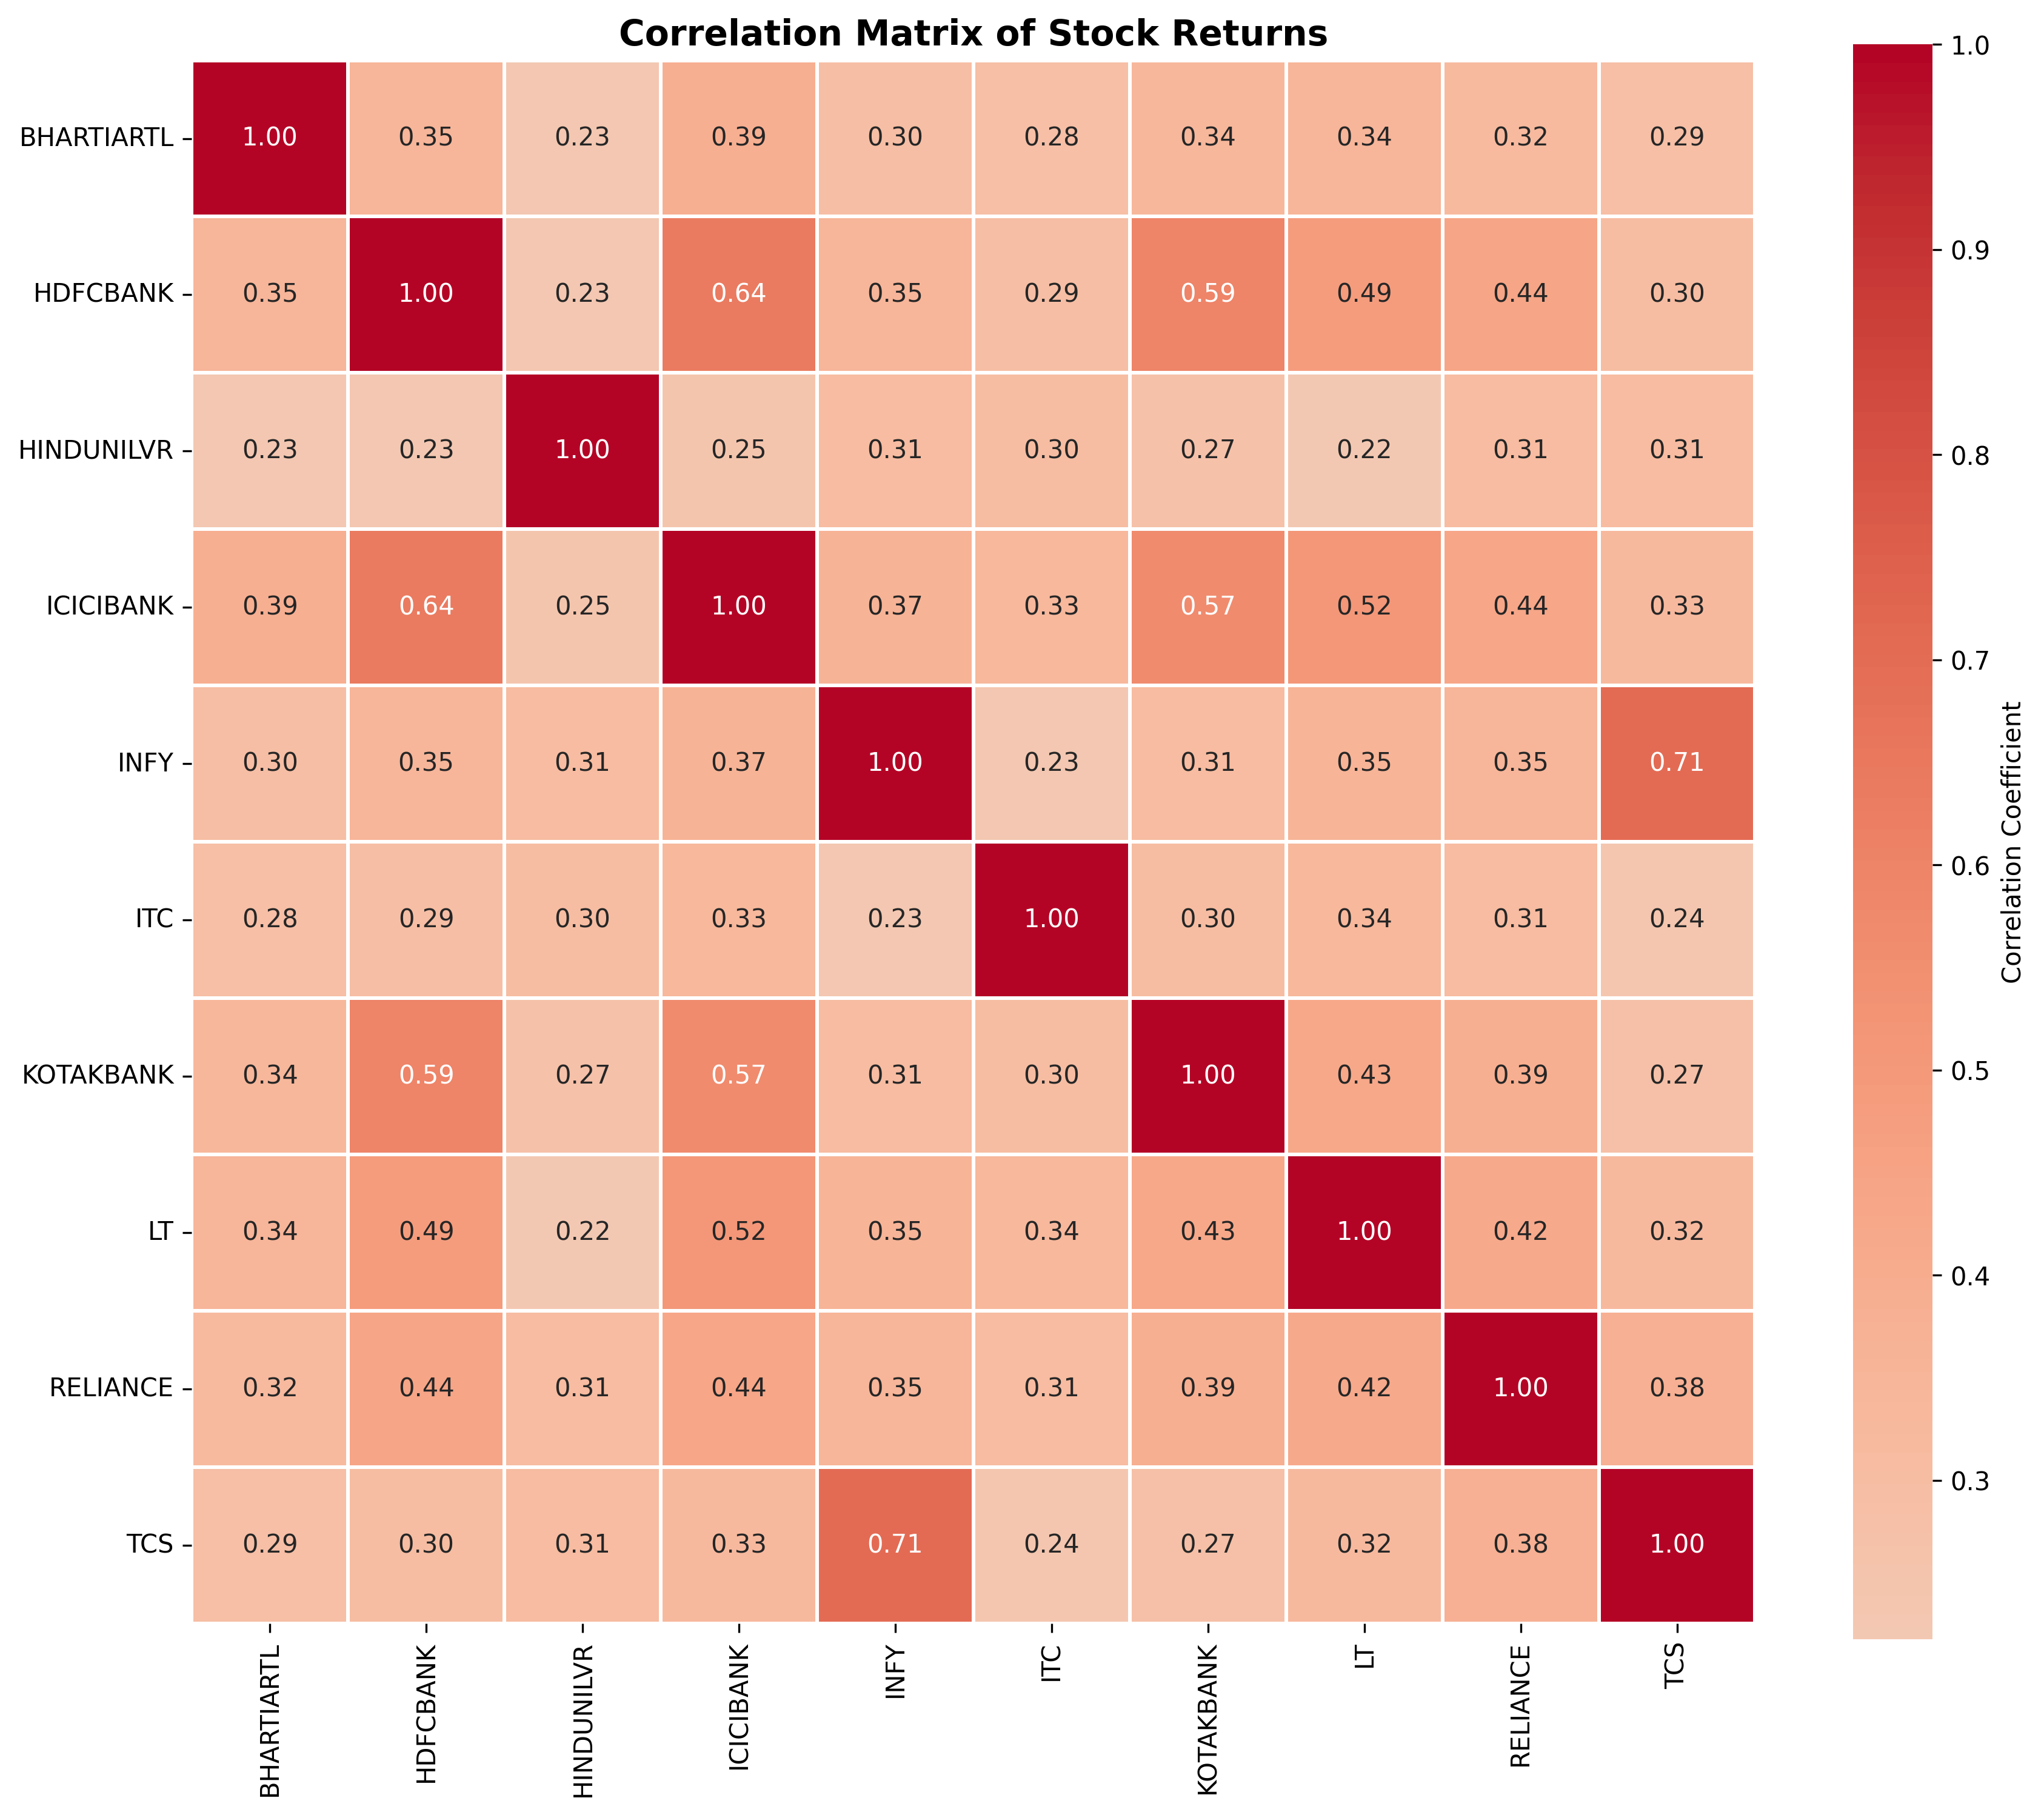 Correlation Matrix of Stock Returns
BHARTIARTL 1.00 0.35 0.23 0.39 0.30 0.28 0.34 0.34 0.32 0.29
HDFCBANK 0.35 1.00 0.23 0.64 0.35 0.29 0.59 0.49 0.44 0.30
HINDUNILVR 0.23 0.23 1.00 0.25 0.31 0.30 0.27 0.22 0.31 0.31
ICICIBANK 0.39 0.64 0.25 1.00 0.37 0.33 0.57 0.52 0.44 0.33
INFY 0.30 0.35 0.31 0.37 1.00 0.23 0.31 0.35 0.35 0.71
ITC 0.28 0.29 0.30 0.33 0.23 1.00 0.30 0.34 0.31 0.24
KOTAKBANK 0.34 0.59 0.27 0.57 0.31 0.30 1.00 0.43 0.39 0.27
LT 0.34 0.49 0.22 0.52 0.35 0.34 0.43 1.00 0.42 0.32
RELIANCE 0.32 0.44 0.31 0.44 0.35 0.31 0.39 0.42 1.00 0.38
TCS 0.29 0.30 0.31 0.33 0.71 0.24 0.27 0.32 0.38 1.00
BHARTIARTL HDFCBANK HINDUNILVR ICICIBANK INFY ITC KOTAKBANK LT RELIANCE TCS
1.0
0.9
0.8
0.7
0.6
0.5
0.4
0.3
Correlation Coefficient